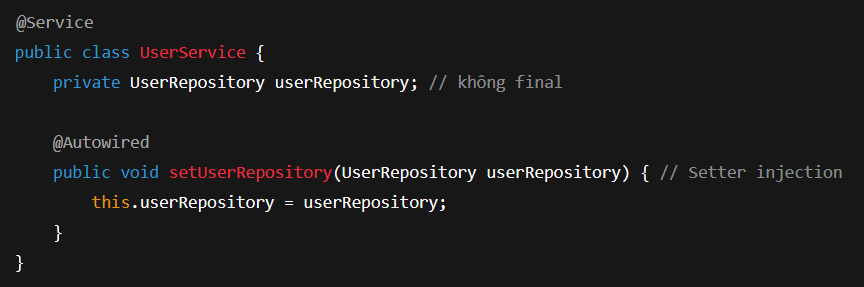 @Service
public class UserService {
    private UserRepository userRepository; // không final
    @Autowired
    public void setUserRepository(UserRepository userRepository) { // Setter injection
        this.userRepository = userRepository;
    }
}